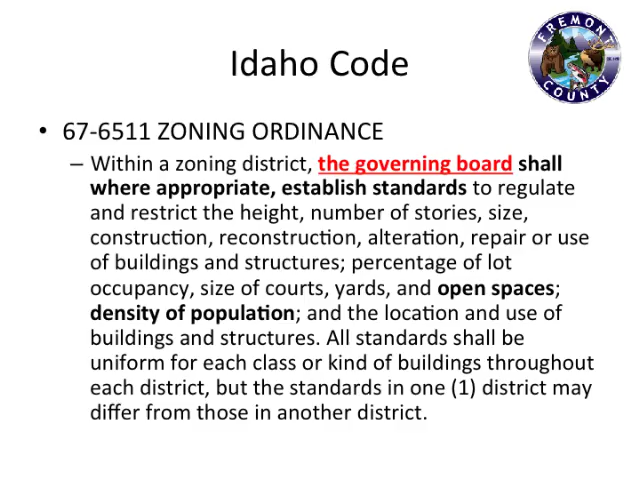 Idaho Code
FREMONT
COUNTY
• 67-6511 ZONING ORDINANCE
– Within a zoning district, the governing board shall
where appropriate, establish standards to regulate
and restrict the height, number of stories, size,
construction, reconstruction, alteration, repair or use
of buildings and structures; percentage of lot
occupancy, size of courts, yards, and open spaces;
density of population; and the location and use of
buildings and structures. All standards shall be
uniform for each class or kind of buildings throughout
each district, but the standards in one (1) district may
differ from those in another district.